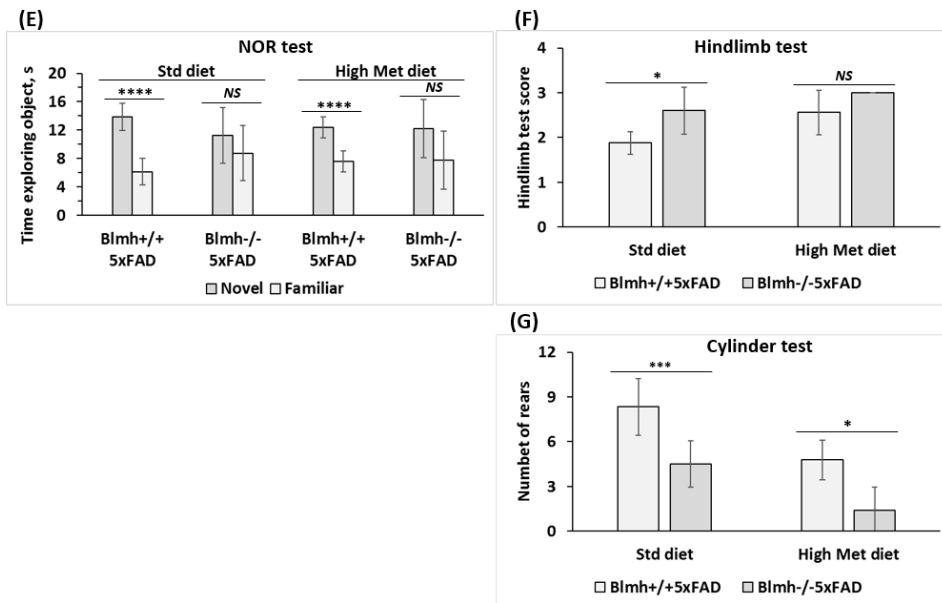 (E)
NOR test
Std diet
High Met diet
****
NS
****
NS
20
16
12
8
4
0
Time exploring object, s
Blmh+/+ 5xFAD
Blmh-/- 5xFAD
Blmh+/+ 5xFAD
Blmh-/- 5xFAD
Novel
Familiar
(F)
Hindlimb test
*
NS
4
3
2
1
0
Hindlimb test score
Std diet
High Met diet
Blmh+/+5xFAD
Blmh-/-5xFAD
(G)
Cylinder test
***
*
12
9
6
3
0
Numbet of rears
Std diet
High Met diet
Blmh+/+5xFAD
Blmh-/-5xFAD